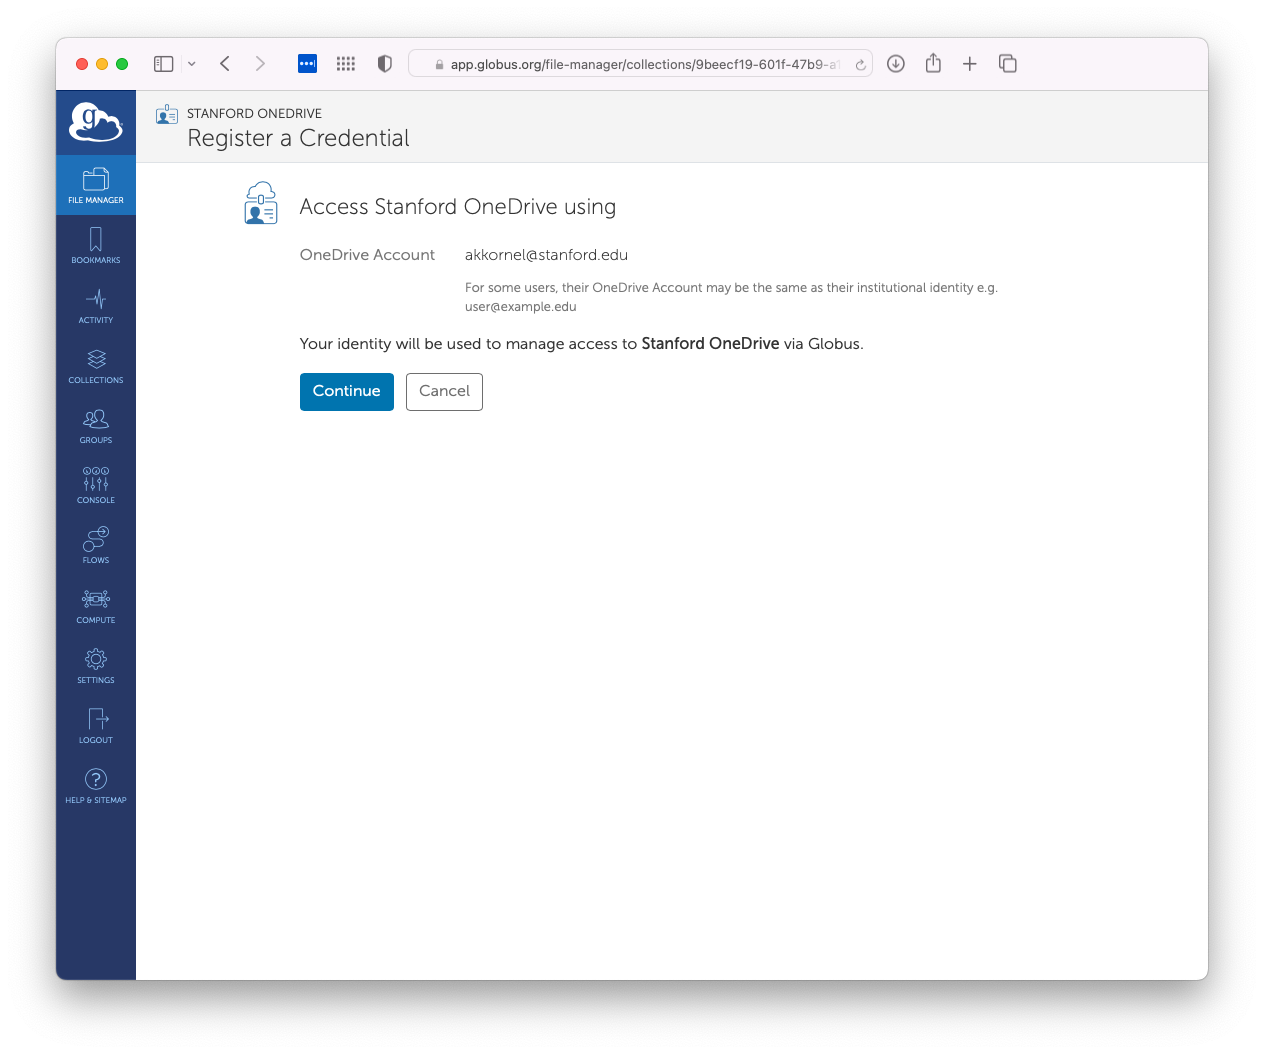 app.globus.org/file-manager/collections/9beecf19-601f-47b9-a1
g
STANFORD ONEDRIVE
Register a Credential
FILE MANAGER
BOOKMARKS
ACTIVITY
COLLECTIONS
GROUPS
CONSOLE
FLOWS
COMPUTE
SETTINGS
LOGOUT
HELP & SITEMAP
Access Stanford OneDrive using
OneDrive Account akkornel@stanford.edu
For some users, their OneDrive Account may be the same as their institutional identity e.g.
user@example.edu
Your identity will be used to manage access to Stanford OneDrive via Globus.
Continue Cancel